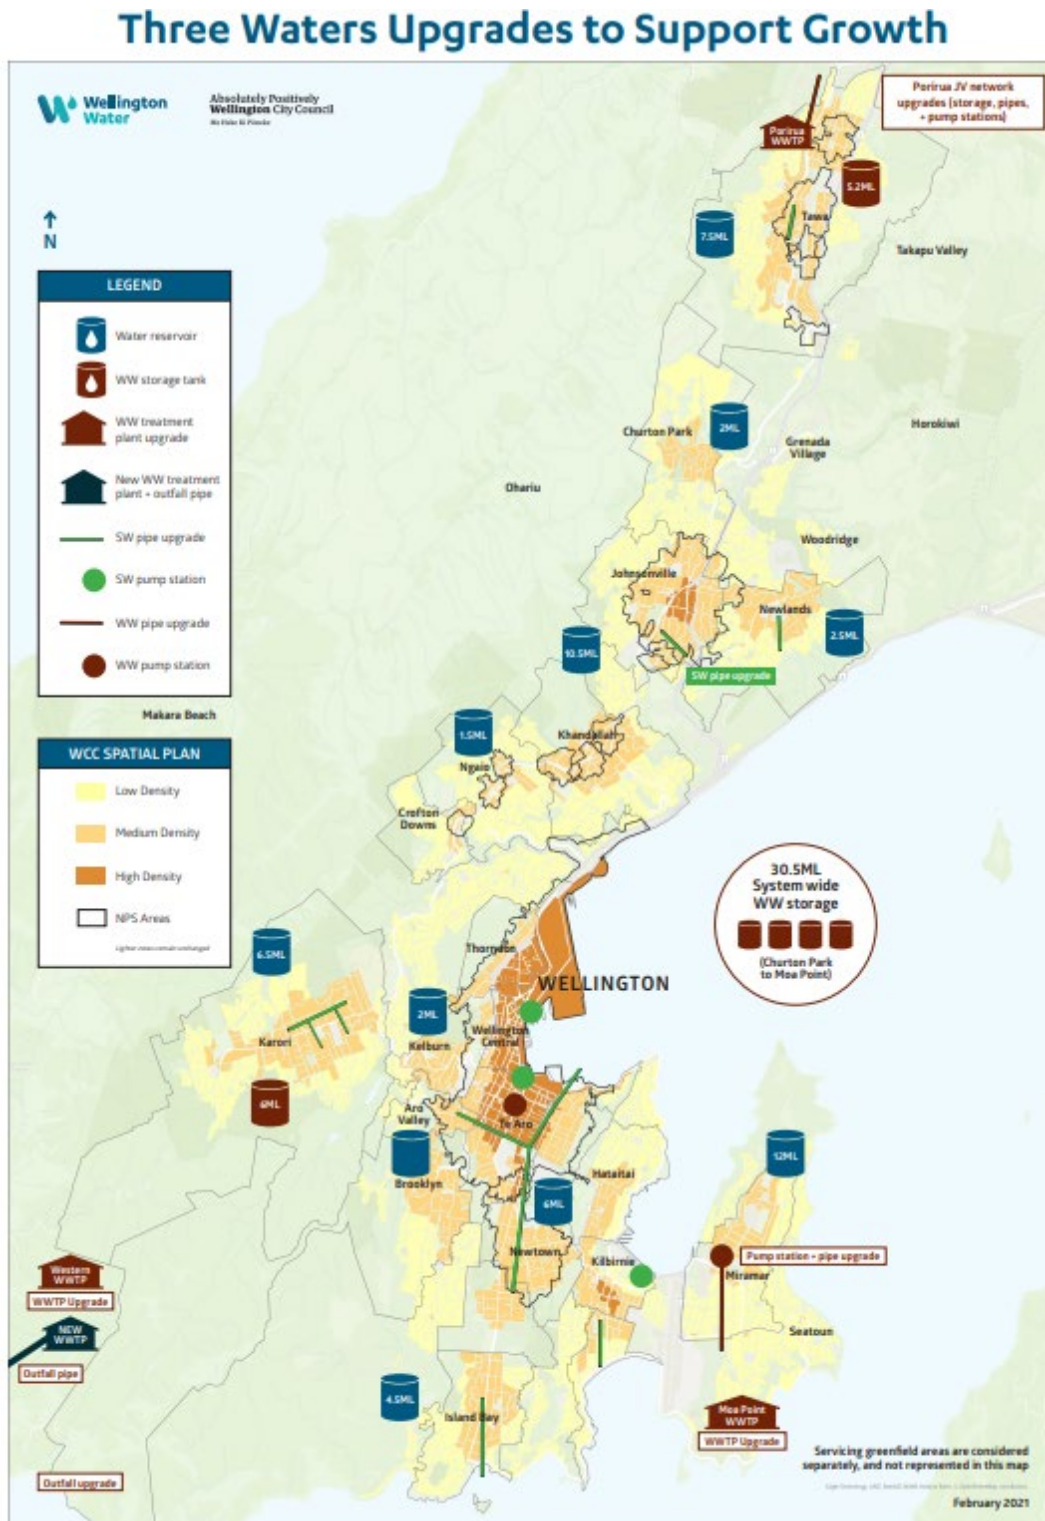 Three Waters Upgrades to Support Growth
Wellington
Water
Absolutely Positively
Wellington City Council
Me Heke Ki Pōneke
Porirua JV network
upgrades (storage, pipes,
+ pump stations)
Porirua
WWTP
5.2ML
Tawa
7.5ML
Takapu Valley
N
LEGEND
Water reservoir
WW storage tank
WW treatment
plant upgrade
New WW treatment
plant + outfall pipe
SW pipe upgrade
SW pump station
WW pipe upgrade
WW pump station
Churton Park
2ML
Grenada
Village
Horokiwi
Ohariu
Woodridge
Johnsonville
Newlands
2.5ML
10.5ML
SW pipe upgrade
Makara Beach
1.5ML
Khandallah
Ngaio
Crofton
Downs
WCC SPATIAL PLAN
Low Density
Medium Density
High Density
NPS Areas
Lighter areas remain unchanged
30.5ML
System wide
WW storage
(Churton Park
to Moa Point)
Thorndon
6.5ML
WELLINGTON
2ML
Wellington
Central
Karori
Kelburn
6ML
Aro
Valley
Te Aro
12ML
Hataitai
Brooklyn
6ML
Newtown
Kilbirnie
Pump station + pipe upgrade
Miramar
Western
WWTP
WWTP Upgrade
NEW
WWTP
Outfall pipe
Seatoun
4.5ML
Island Bay
Moa Point
WWTP
WWTP Upgrade
Servicing greenfield areas are considered
separately, and not represented in this map
Outfall upgrade
February 2021